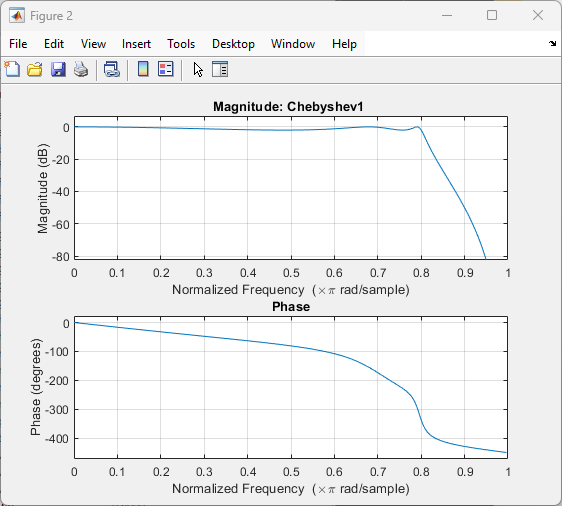 Figure 2
File Edit View Insert Tools Desktop Window Help
Magnitude: Chebyshev1
Magnitude (dB)
0
-20
-40
-60
-80
0 0.1 0.2 0.3 0.4 0.5 0.6 0.7 0.8 0.9 1
Normalized Frequency (×π rad/sample)
Phase
Phase (degrees)
0
-100
-200
-300
-400
0 0.1 0.2 0.3 0.4 0.5 0.6 0.7 0.8 0.9 1
Normalized Frequency (×π rad/sample)